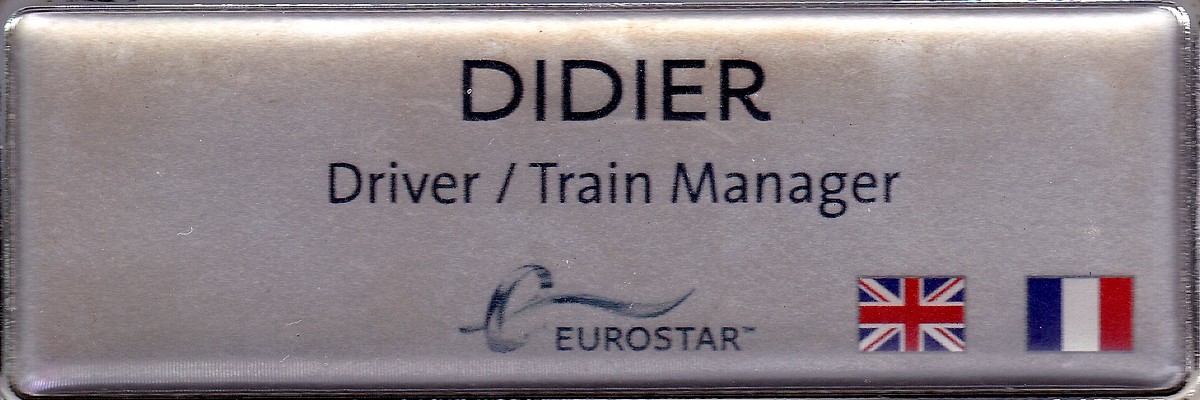 DIDIER
Driver / Train Manager
EUROSTAR™